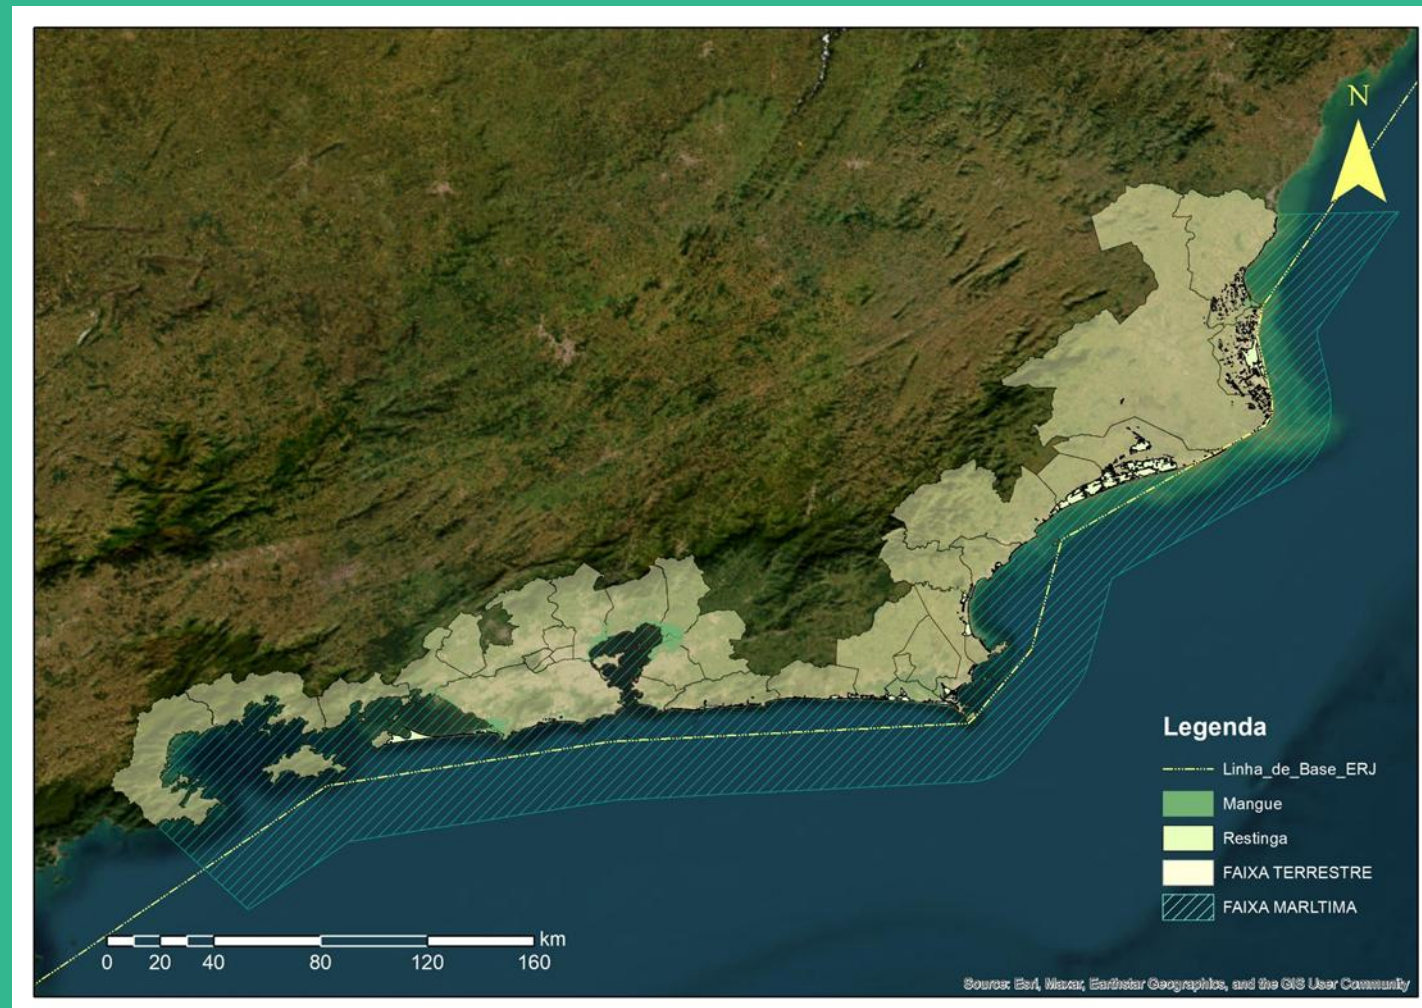 N
Legenda
Linha_de_Base_ERJ
Mangue
Restinga
FAIXA TERRESTRE
FAIXA MARLTIMA
km
0 20 40 80 120 160
Source: Esri, Maxar, Earthstar Geographics, and the GIS User Community